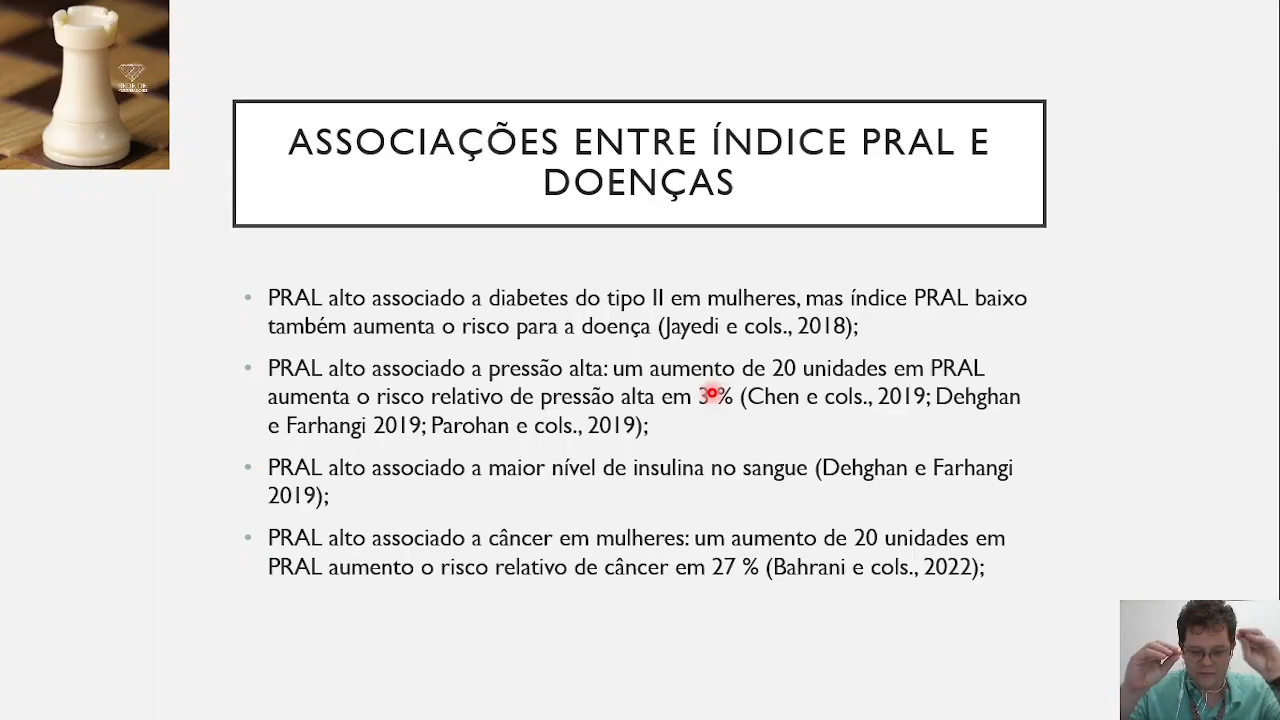 ASSOCIAÇÕES ENTRE ÍNDICE PRAL E
DOENÇAS
• PRAL alto associado a diabetes do tipo II em mulheres, mas índice PRAL baixo
também aumenta o risco para a doença (Jayedi e cols., 2018);
• PRAL alto associado a pressão alta: um aumento de 20 unidades em PRAL
aumenta o risco relativo de pressão alta em % (Chen e cols., 2019; Dehghan
e Farhangi 2019; Parohan e cols., 2019);
• PRAL alto associado a maior nível de insulina no sangue (Dehghan e Farhangi
2019);
• PRAL alto associado a câncer em mulheres: um aumento de 20 unidades em
PRAL aumento o risco relativo de câncer em 27 % (Bahrani e cols., 2022);